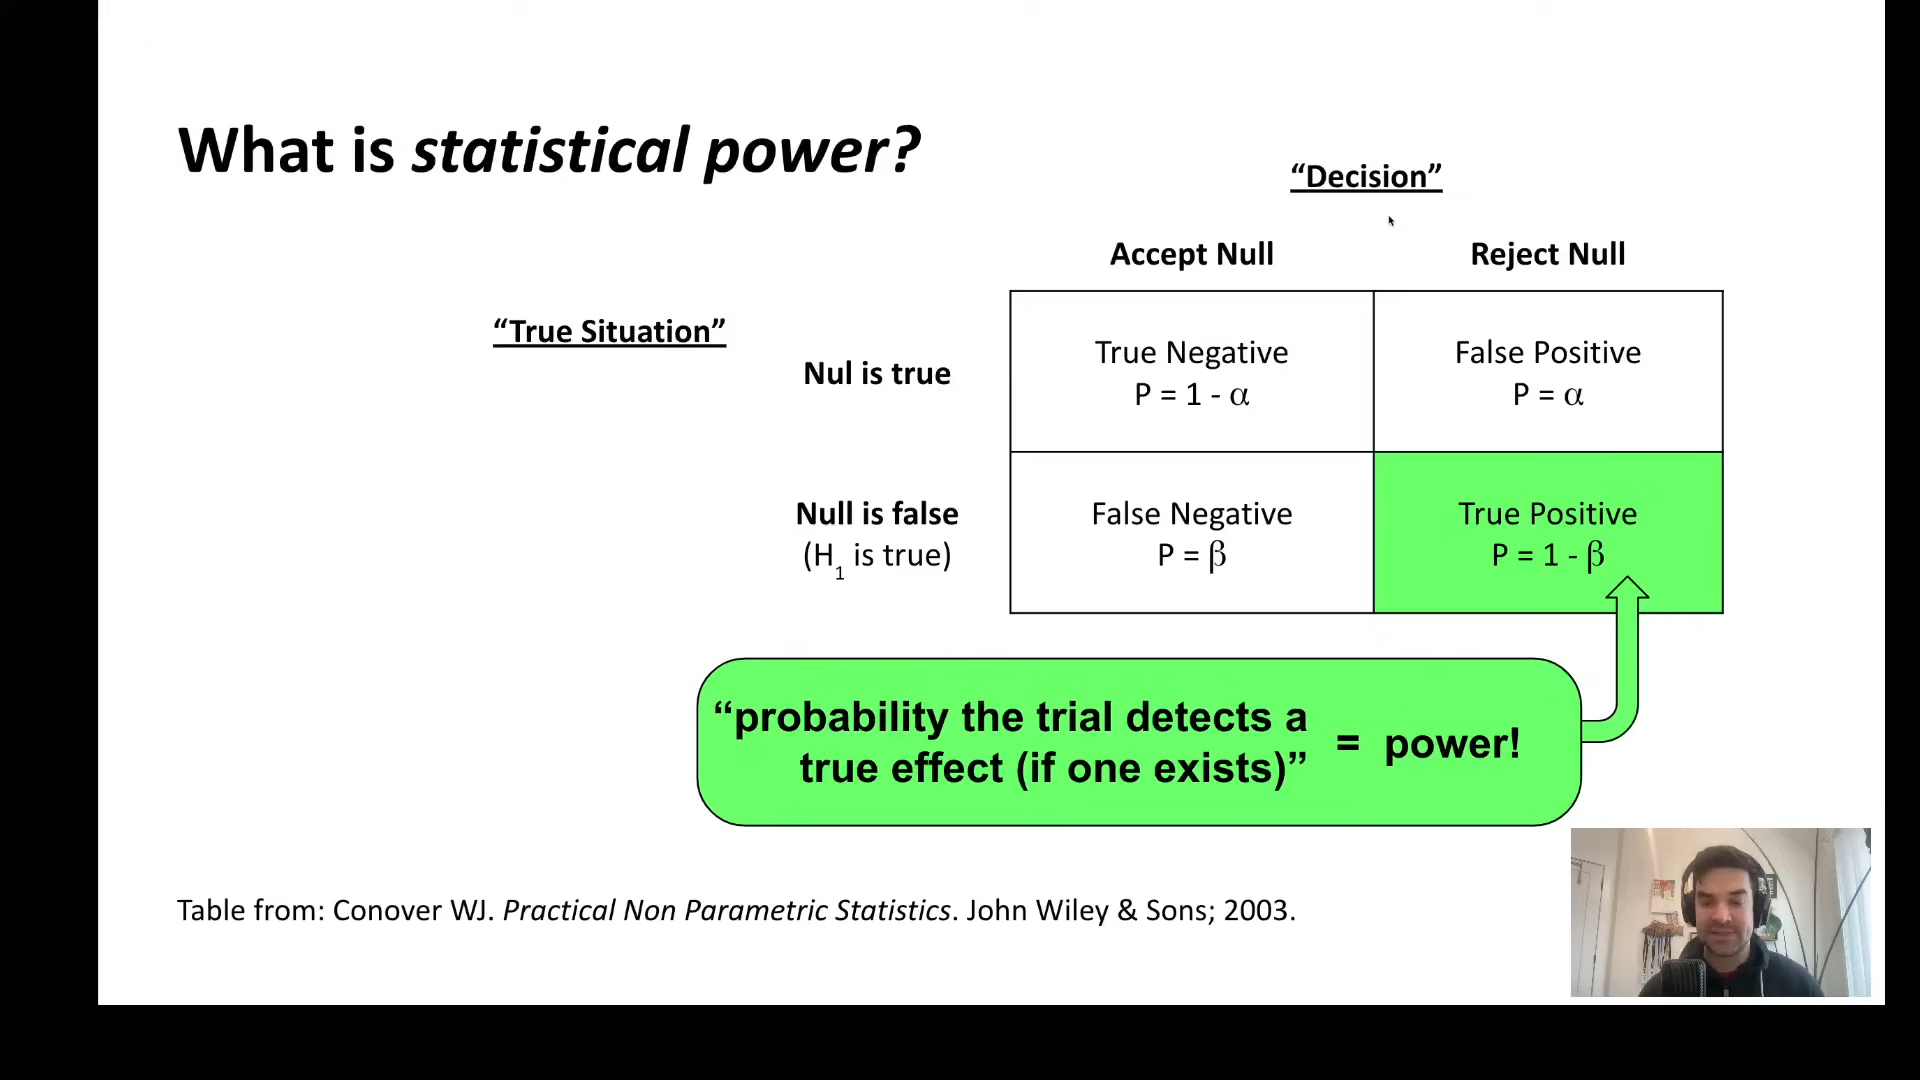 What is statistical power?
“Decision”
Accept Null
Reject Null
“True Situation”
Nul is true
True Negative
P = 1 - α
False Positive
P = α
Null is false
(H1 is true)
False Negative
P = β
True Positive
P = 1 - β
“probability the trial detects a
true effect (if one exists)”
= power!
Table from: Conover WJ. Practical Non Parametric Statistics. John Wiley & Sons; 2003.